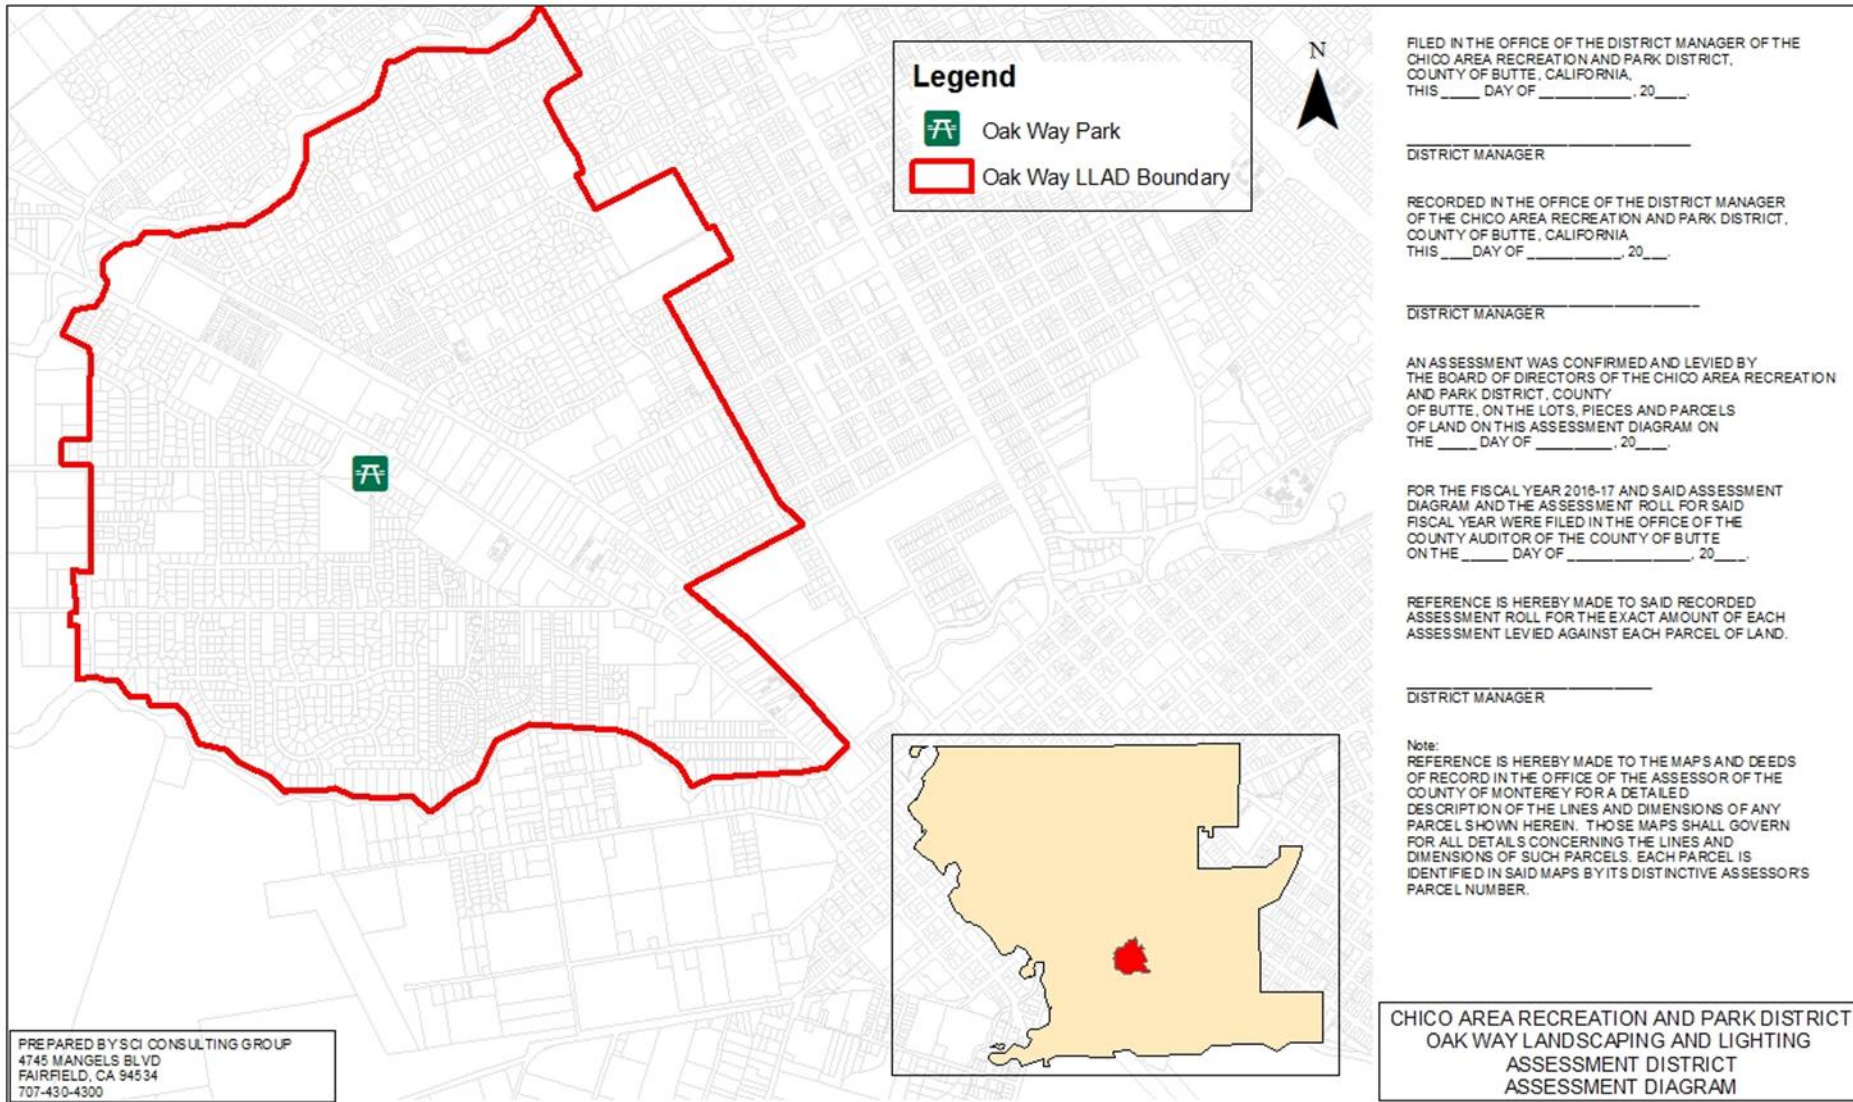 Legend
Oak Way Park
Oak Way LLAD Boundary
N
FILED IN THE OFFICE OF THE DISTRICT MANAGER OF THE
CHICO AREA RECREATION AND PARK DISTRICT,
COUNTY OF BUTTE, CALIFORNIA,
THIS _____ DAY OF ____________, 20____.
DISTRICT MANAGER
RECORDED IN THE OFFICE OF THE DISTRICT MANAGER
OF THE CHICO AREA RECREATION AND PARK DISTRICT,
COUNTY OF BUTTE, CALIFORNIA
THIS ____DAY OF ____________, 20___.
DISTRICT MANAGER
AN ASSESSMENT WAS CONFIRMED AND LEVIED BY
THE BOARD OF DIRECTORS OF THE CHICO AREA RECREATION
AND PARK DISTRICT, COUNTY
OF BUTTE, ON THE LOTS, PIECES AND PARCELS
OF LAND ON THIS ASSESSMENT DIAGRAM ON
THE _____ DAY OF __________, 20____.
FOR THE FISCAL YEAR 2016-17 AND SAID ASSESSMENT
DIAGRAM AND THE ASSESSMENT ROLL FOR SAID
FISCAL YEAR WERE FILED IN THE OFFICE OF THE
COUNTY AUDITOR OF THE COUNTY OF BUTTE
ON THE ______ DAY OF ________________, 20____.
REFERENCE IS HEREBY MADE TO SAID RECORDED
ASSESSMENT ROLL FOR THE EXACT AMOUNT OF EACH
ASSESSMENT LEVIED AGAINST EACH PARCEL OF LAND.
DISTRICT MANAGER
Note:
REFERENCE IS HEREBY MADE TO THE MAPS AND DEEDS
OF RECORD IN THE OFFICE OF THE ASSESSOR OF THE
COUNTY OF MONTEREY FOR A DETAILED
DESCRIPTION OF THE LINES AND DIMENSIONS OF ANY
PARCEL SHOWN HEREIN. THOSE MAPS SHALL GOVERN
FOR ALL DETAILS CONCERNING THE LINES AND
DIMENSIONS OF SUCH PARCELS. EACH PARCEL IS
IDENTIFIED IN SAID MAPS BY ITS DISTINCTIVE ASSESSOR'S
PARCEL NUMBER.
PREPARED BY SCI CONSULTING GROUP
4745 MANGELS BLVD
FAIRFIELD, CA 94534
707-430-4300
CHICO AREA RECREATION AND PARK DISTRICT
OAK WAY LANDSCAPING AND LIGHTING
ASSESSMENT DISTRICT
ASSESSMENT DIAGRAM